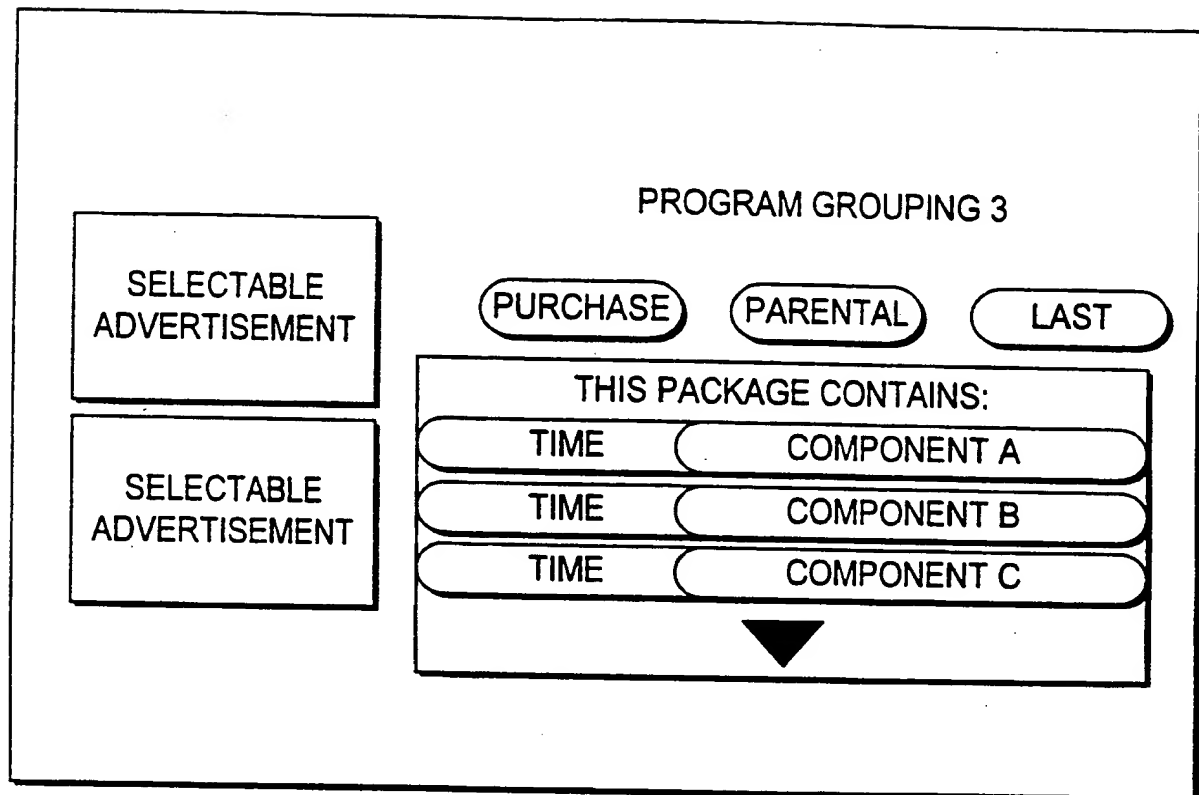 PROGRAM GROUPING 3
SELECTABLE
ADVERTISEMENT
SELECTABLE
ADVERTISEMENT
PURCHASE PARENTAL LAST
THIS PACKAGE CONTAINS:
TIME COMPONENT A
TIME COMPONENT B
TIME COMPONENT C